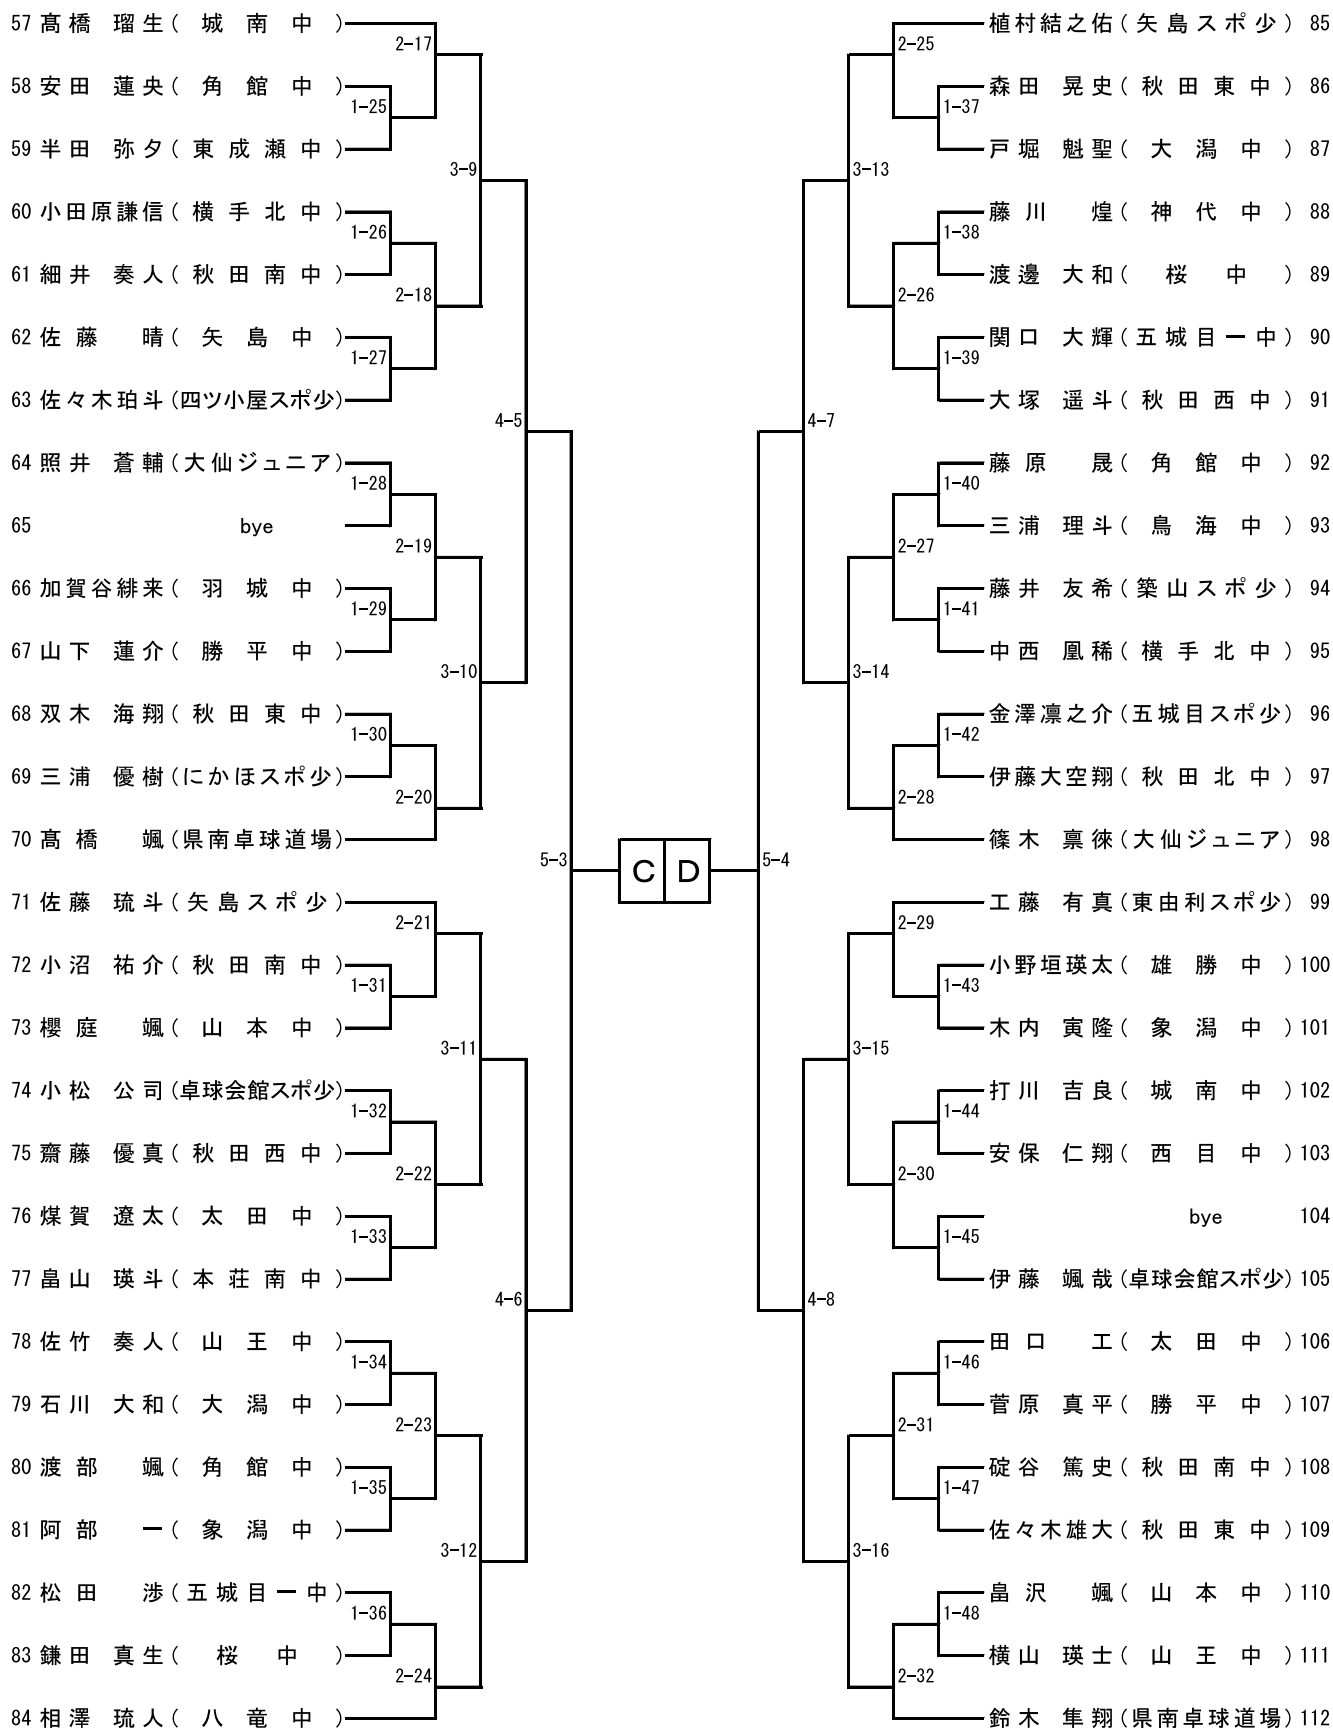 57 髙橋 瑠生 ( 城南中 )
2-17
58 安田 蓮央 ( 角館中 )
1-25
59 半田 弥夕 ( 東成瀬中 )
3-9
60 小田原謙信 ( 横手北中 )
1-26
61 細井 奏人 ( 秋田南中 )
2-18
62 佐藤 晴 ( 矢島中 )
1-27
63 佐々木珀斗 (四ツ小屋スポ少)
4-5
64 照井 蒼輔 (大仙ジュニア)
1-28
65 bye
2-19
66 加賀谷緋来 ( 羽城中 )
1-29
67 山下 蓮介 ( 勝平中 )
3-10
68 双木 海翔 ( 秋田東中 )
1-30
69 三浦 優樹 (にかほスポ少)
2-20
70 髙橋 颯 (県南卓球道場)
5-3
71 佐藤 琉斗 (矢島スポ少)
2-21
72 小沼 祐介 ( 秋田南中 )
1-31
73 櫻庭 颯 ( 山本中 )
3-11
74 小松 公司 (卓球会館スポ少)
1-32
75 齋藤 優真 ( 秋田西中 )
2-22
76 煤賀 遼太 ( 太田中 )
1-33
77 畠山 瑛斗 ( 本荘南中 )
4-6
78 佐竹 奏人 ( 山王中 )
1-34
79 石川 大和 ( 大潟中 )
2-23
80 渡部 颯 ( 角館中 )
1-35
81 阿部 一 ( 象潟中 )
3-12
82 松田 渉 (五城目一中)
1-36
83 鎌田 真生 ( 桜中 )
2-24
84 相澤 琉人 ( 八竜中 )
C D
植村結之佑 (矢島スポ少) 85
2-25
森田 晃史 ( 秋田東中 ) 86
1-37
戸堀 魁聖 ( 大潟中 ) 87
3-13
藤川 煌 ( 神代中 ) 88
1-38
渡邊 大和 ( 桜中 ) 89
2-26
関口 大輝 (五城目一中) 90
1-39
大塚 遥斗 ( 秋田西中 ) 91
4-7
藤原 晟 ( 角館中 ) 92
1-40
三浦 理斗 ( 鳥海中 ) 93
2-27
藤井 友希 (築山スポ少) 94
1-41
中西 凰稀 ( 横手北中 ) 95
3-14
金澤凛之介 (五城目スポ少) 96
1-42
伊藤大空翔 ( 秋田北中 ) 97
2-28
篠木 禀徠 (大仙ジュニア) 98
5-4
工藤 有真 (東由利スポ少) 99
2-29
小野垣瑛太 ( 雄勝中 ) 100
1-43
木内 寅隆 ( 象潟中 ) 101
3-15
打川 吉良 ( 城南中 ) 102
1-44
安保 仁翔 ( 西目中 ) 103
2-30
bye 104
1-45
伊藤 颯哉 (卓球会館スポ少) 105
4-8
田口 工 ( 太田中 ) 106
1-46
菅原 真平 ( 勝平中 ) 107
2-31
碇谷 篤史 ( 秋田南中 ) 108
1-47
佐々木雄大 ( 秋田東中 ) 109
3-16
畠沢 颯 ( 山本中 ) 110
1-48
横山 瑛士 ( 山王中 ) 111
2-32
鈴木 隼翔 (県南卓球道場) 112